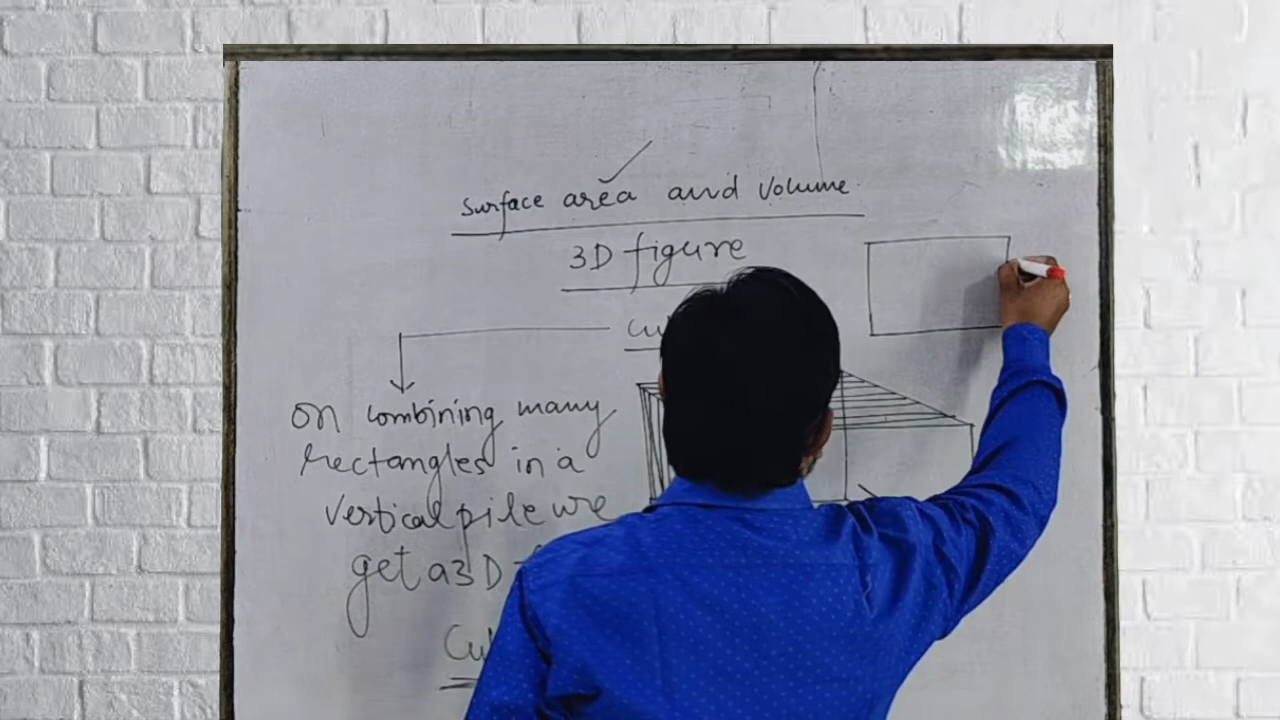 Surface area and Volume
3D figure
on combining many
rectangles in a
vertical pile we
get a 3D